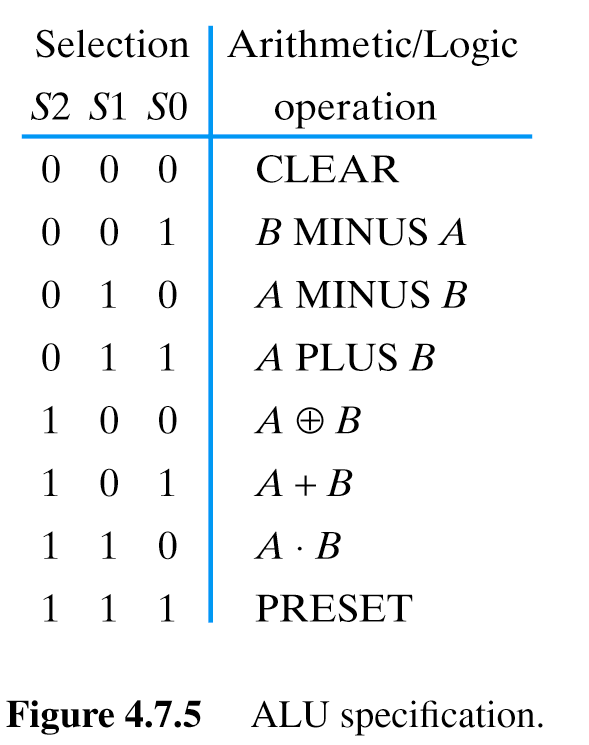 Selection Arithmetic/Logic
S2 S1 S0 operation
0 0 0 CLEAR
0 0 1 B MINUS A
0 1 0 A MINUS B
0 1 1 A PLUS B
1 0 0 A ⊕ B
1 0 1 A + B
1 1 0 A · B
1 1 1 PRESET
Figure 4.7.5 ALU specification.